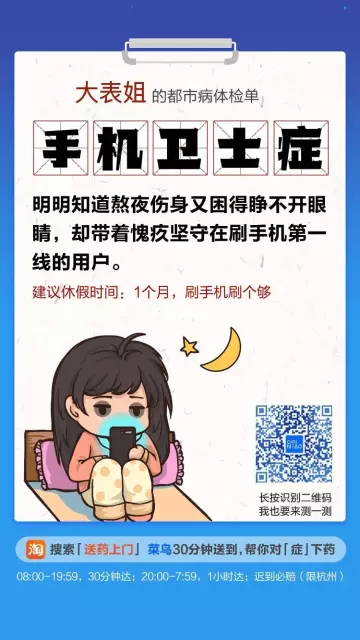 大表姐 的都市病体检单
手机卫士症
明明知道熬夜伤身又困得睁不开眼
睛，却带着愧疚坚守在刷手机第一
线的用户。
建议休假时间：1个月，刷手机刷个够
长按识别二维码
我也要来测一测
淘 搜索「送药上门」 菜鸟30分钟送到，帮你对「症」下药
08:00-19:59，30分钟达；20:00-7:59，1小时达；迟到必赔（限杭州）